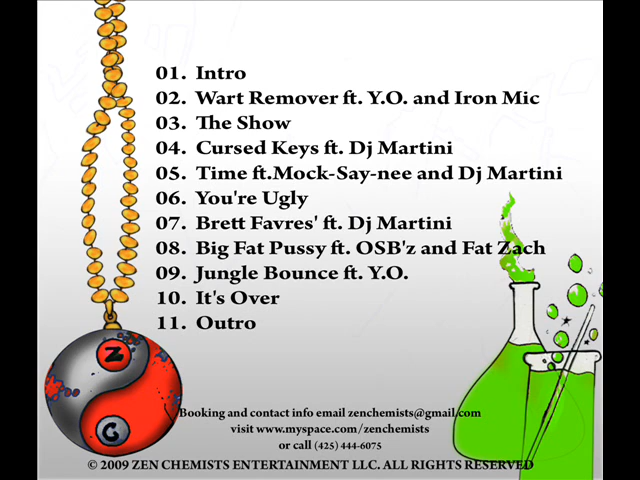 01. Intro
02. Wart Remover ft. Y.O. and Iron Mic
03. The Show
04. Cursed Keys ft. Dj Martini
05. Time ft.Mock-Say-nee and Dj Martini
06. You're Ugly
07. Brett Favres' ft. Dj Martini
08. Big Fat Pussy ft. OSB'z and Fat Zach
09. Jungle Bounce ft. Y.O.
10. It's Over
11. Outro
Z
C
Booking and contact info email zenchemists@gmail.com
visit www.myspace.com/zenchemists
or call (425) 444-6075
© 2009 ZEN CHEMISTS ENTERTAINMENT LLC. ALL RIGHTS RESERVED